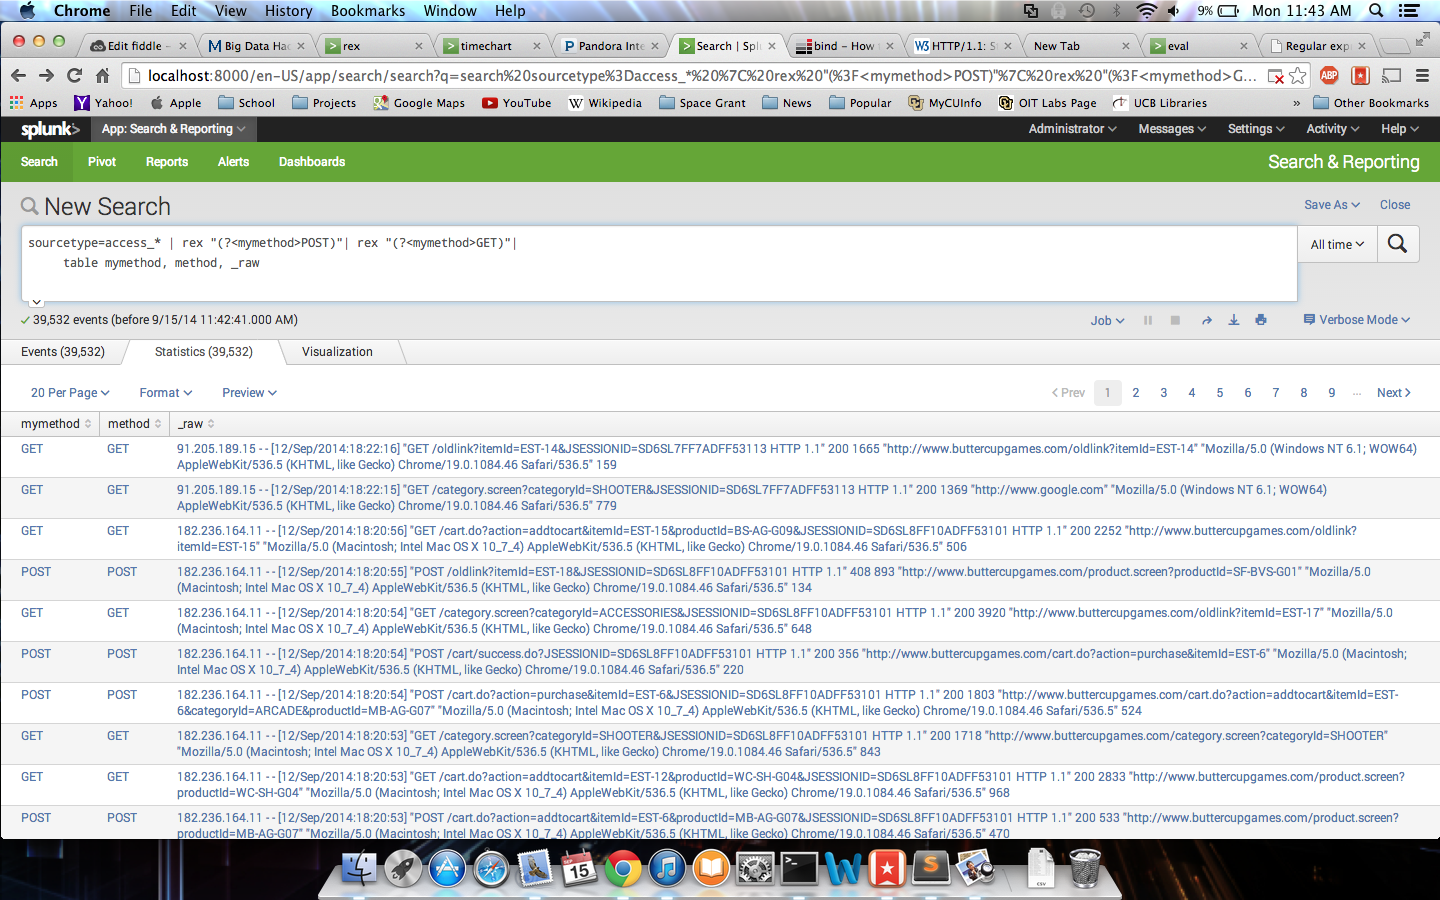 Chrome File Edit View History Bookmarks Window Help 9% Mon 11:43 AM
Edit fiddle - Big Data Hac rex timechart Pandora Inte Search | Spl bind - How t W3 HTTP/1.1: S New Tab eval Regular exp
localhost:8000/en-US/app/search/search?q=search%20sourcetype%3Daccess_*%20%7C%20rex%20"(%3F<mymethod>POST)"%7C%20rex%20"(%3F<mymethod>G... ABP
Apps Yahoo! Apple School Projects Google Maps YouTube Wikipedia Space Grant News Popular MyCUInfo OIT Labs Page UCB Libraries » Other Bookmarks
splunk> App: Search & Reporting Administrator Messages Settings Activity Help
Search Pivot Reports Alerts Dashboards Search & Reporting
New Search Save As Close
sourcetype=access_* | rex "(?<mymethod>POST)"| rex "(?<mymethod>GET)"|
table mymethod, method, _raw
All time
39,532 events (before 9/15/14 11:42:41.000 AM) Job Verbose Mode
Events (39,532) Statistics (39,532) Visualization
20 Per Page Format Preview Prev 1 2 3 4 5 6 7 8 9 ... Next
mymethod method _raw
GET GET 91.205.189.15 - - [12/Sep/2014:18:22:16] "GET /oldlink?itemId=EST-14&JSESSIONID=SD6SL7FF7ADFF53113 HTTP 1.1" 200 1665 "http://www.buttercupgames.com/oldlink?itemId=EST-14" "Mozilla/5.0 (Windows NT 6.1; WOW64)
AppleWebKit/536.5 (KHTML, like Gecko) Chrome/19.0.1084.46 Safari/536.5" 159
GET GET 91.205.189.15 - - [12/Sep/2014:18:22:15] "GET /category.screen?categoryId=SHOOTER&JSESSIONID=SD6SL7FF7ADFF53113 HTTP 1.1" 200 1369 "http://www.google.com" "Mozilla/5.0 (Windows NT 6.1; WOW64)
AppleWebKit/536.5 (KHTML, like Gecko) Chrome/19.0.1084.46 Safari/536.5" 779
GET GET 182.236.164.11 - - [12/Sep/2014:18:20:56] "GET /cart.do?action=addtocart&itemId=EST-15&productId=BS-AG-G09&JSESSIONID=SD6SL8FF10ADFF53101 HTTP 1.1" 200 2252 "http://www.buttercupgames.com/oldlink?
itemId=EST-15" "Mozilla/5.0 (Macintosh; Intel Mac OS X 10_7_4) AppleWebKit/536.5 (KHTML, like Gecko) Chrome/19.0.1084.46 Safari/536.5" 506
POST POST 182.236.164.11 - - [12/Sep/2014:18:20:55] "POST /oldlink?itemId=EST-18&JSESSIONID=SD6SL8FF10ADFF53101 HTTP 1.1" 408 893 "http://www.buttercupgames.com/product.screen?productId=SF-BVS-G01" "Mozilla/5.0
(Macintosh; Intel Mac OS X 10_7_4) AppleWebKit/536.5 (KHTML, like Gecko) Chrome/19.0.1084.46 Safari/536.5" 134
GET GET 182.236.164.11 - - [12/Sep/2014:18:20:54] "GET /category.screen?categoryId=ACCESSORIES&JSESSIONID=SD6SL8FF10ADFF53101 HTTP 1.1" 200 3920 "http://www.buttercupgames.com/oldlink?itemId=EST-17" "Mozilla/5.0
(Macintosh; Intel Mac OS X 10_7_4) AppleWebKit/536.5 (KHTML, like Gecko) Chrome/19.0.1084.46 Safari/536.5" 648
POST POST 182.236.164.11 - - [12/Sep/2014:18:20:54] "POST /cart/success.do?JSESSIONID=SD6SL8FF10ADFF53101 HTTP 1.1" 200 356 "http://www.buttercupgames.com/cart.do?action=purchase&itemId=EST-6" "Mozilla/5.0 (Macintosh;
Intel Mac OS X 10_7_4) AppleWebKit/536.5 (KHTML, like Gecko) Chrome/19.0.1084.46 Safari/536.5" 220
POST POST 182.236.164.11 - - [12/Sep/2014:18:20:54] "POST /cart.do?action=purchase&itemId=EST-6&JSESSIONID=SD6SL8FF10ADFF53101 HTTP 1.1" 200 1803 "http://www.buttercupgames.com/cart.do?action=addtocart&itemId=EST-
6&categoryId=ARCADE&productId=MB-AG-G07" "Mozilla/5.0 (Macintosh; Intel Mac OS X 10_7_4) AppleWebKit/536.5 (KHTML, like Gecko) Chrome/19.0.1084.46 Safari/536.5" 524
GET GET 182.236.164.11 - - [12/Sep/2014:18:20:53] "GET /category.screen?categoryId=SHOOTER&JSESSIONID=SD6SL8FF10ADFF53101 HTTP 1.1" 200 1718 "http://www.buttercupgames.com/category.screen?categoryId=SHOOTER"
"Mozilla/5.0 (Macintosh; Intel Mac OS X 10_7_4) AppleWebKit/536.5 (KHTML, like Gecko) Chrome/19.0.1084.46 Safari/536.5" 843
GET GET 182.236.164.11 - - [12/Sep/2014:18:20:53] "GET /cart.do?action=addtocart&itemId=EST-12&productId=WC-SH-G04&JSESSIONID=SD6SL8FF10ADFF53101 HTTP 1.1" 200 2833 "http://www.buttercupgames.com/product.screen?
productId=WC-SH-G04" "Mozilla/5.0 (Macintosh; Intel Mac OS X 10_7_4) AppleWebKit/536.5 (KHTML, like Gecko) Chrome/19.0.1084.46 Safari/536.5" 968
POST POST 182.236.164.11 - - [12/Sep/2014:18:20:53] "POST /cart.do?action=addtocart&itemId=EST-6&productId=MB-AG-G07&JSESSIONID=SD6SL8FF10ADFF53101 HTTP 1.1" 200 533 "http://www.buttercupgames.com/product.screen?
productId=MB-AG-G07" "Mozilla/5.0 (Macintosh; Intel Mac OS X 10_7_4) AppleWebKit/536.5 (KHTML, like Gecko) Chrome/19.0.1084.46 Safari/536.5" 470
SEP
15
CSV